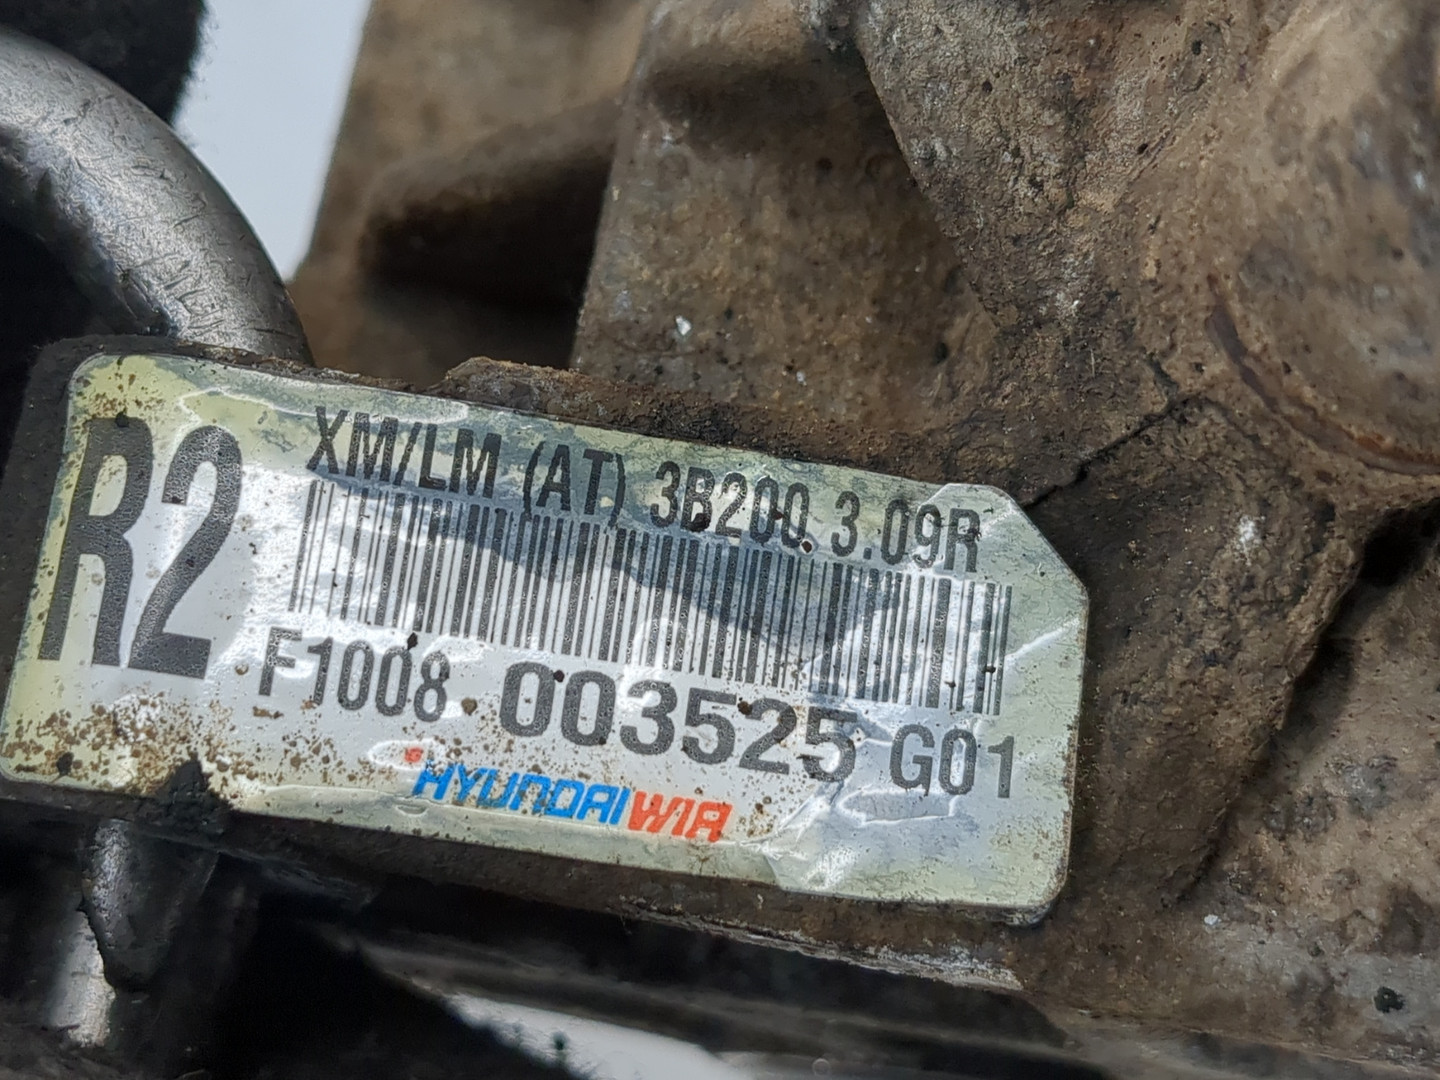 R2
XM/LM (AT) 3B200 3.09R
F1008 003525 G01
HYUNDAI WIA